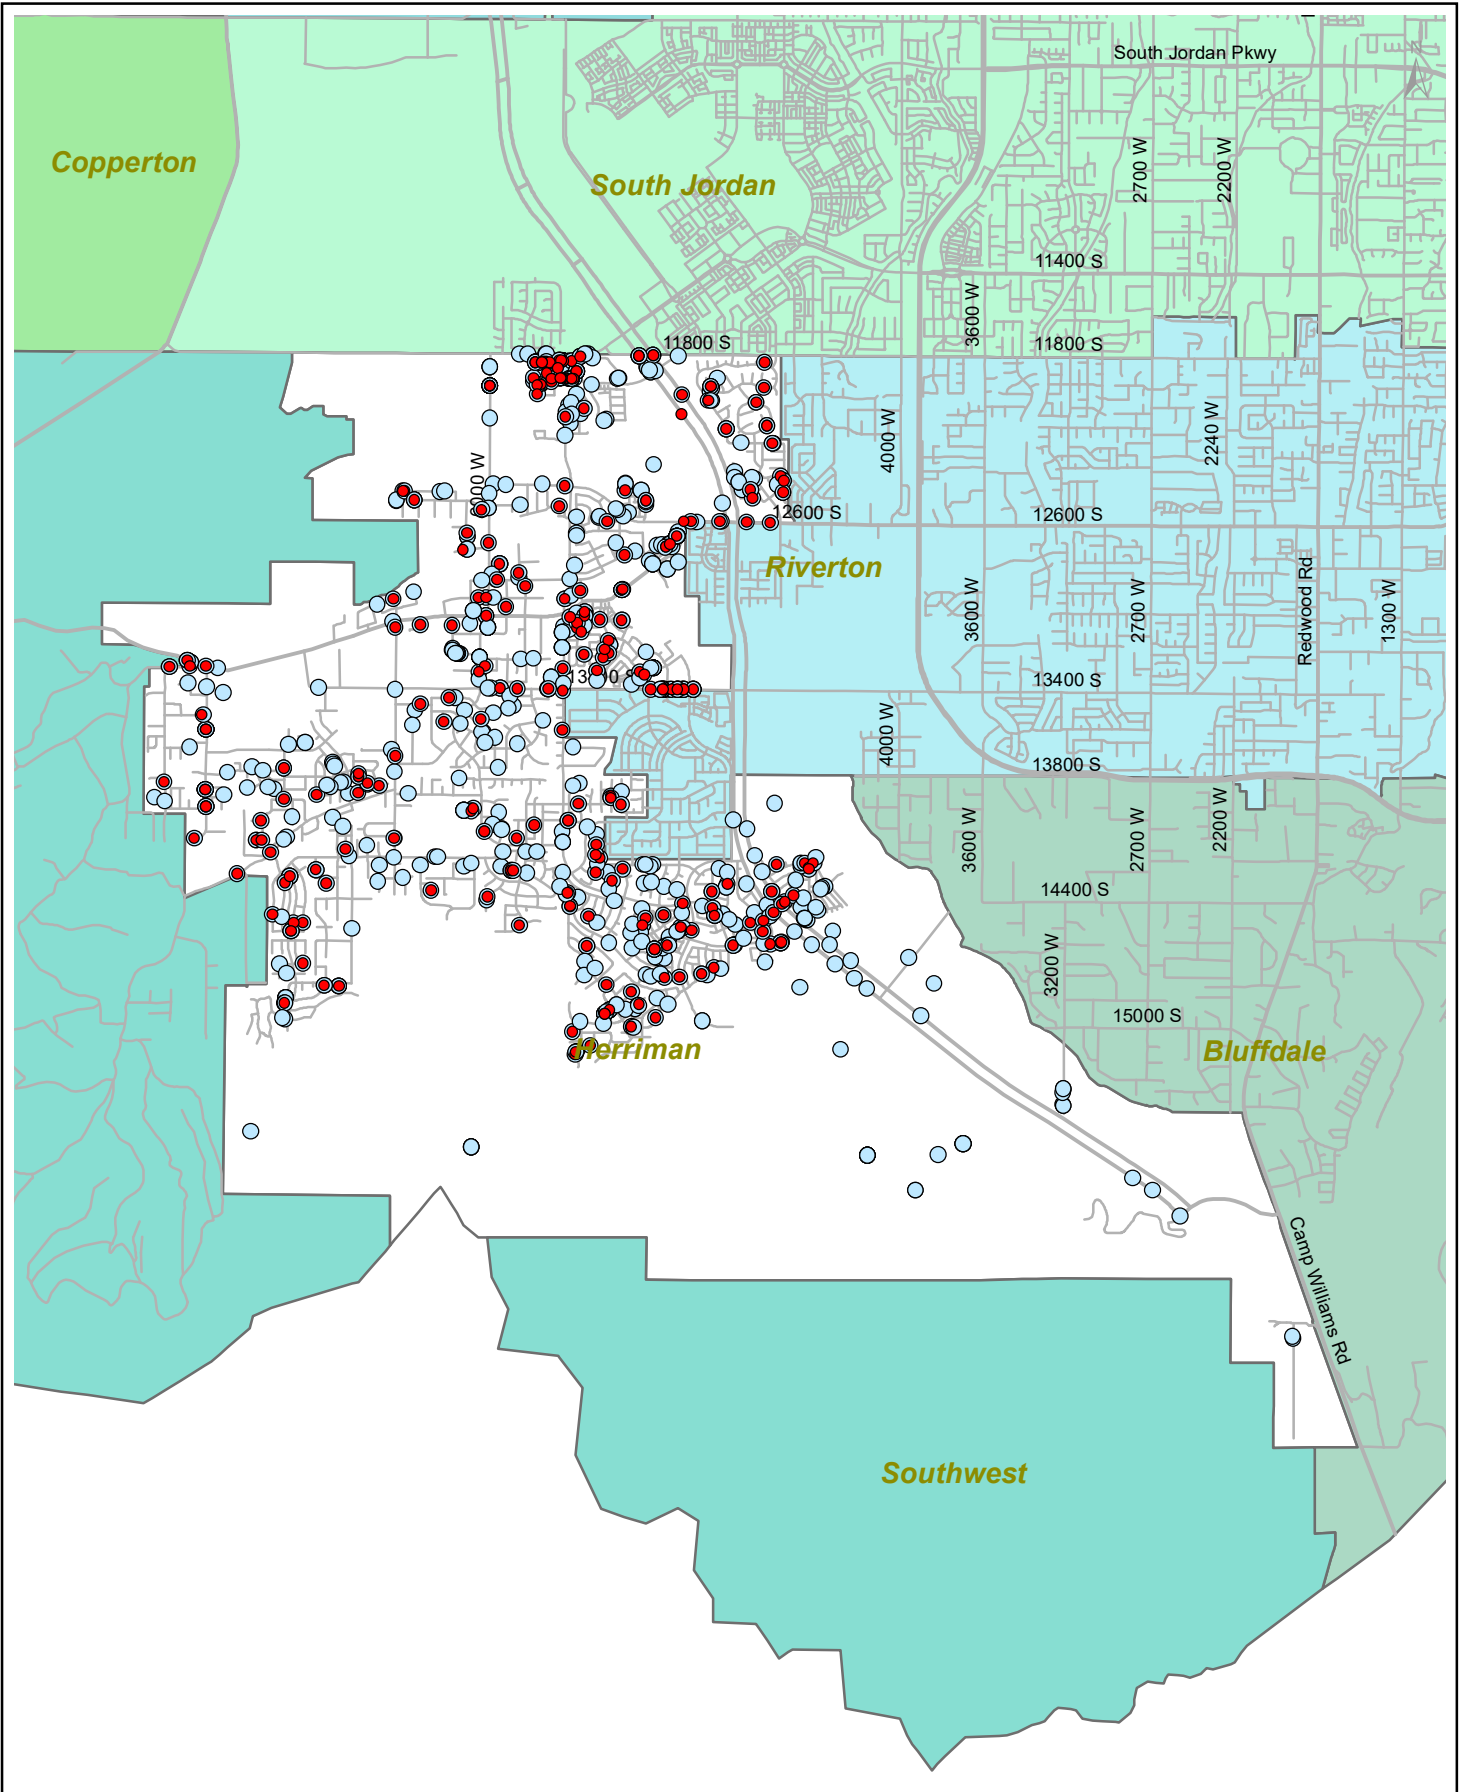 South Jordan Pkwy
Copperton
South Jordan
2700 W
2200 W
11400 S
3600 W
11800 S
11800 S
4000 W
2240 W
12600 S
12600 S
Riverton
3600 W
2700 W
Redwood Rd
1300 W
13400 S
4000 W
13800 S
3600 W
2700 W
2200 W
14400 S
3200 W
15000 S
Herriman
Bluffdale
Camp Williams Rd
Southwest